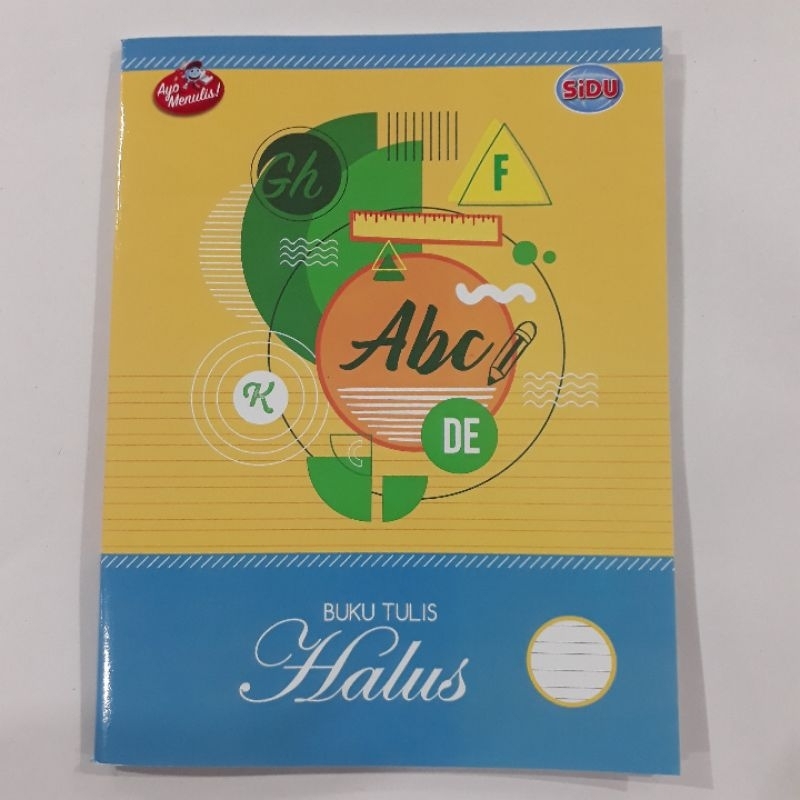 Ayo
Menulis!
SiDU
Gh
F
Abc
K
DE
BUKU TULIS
Halus